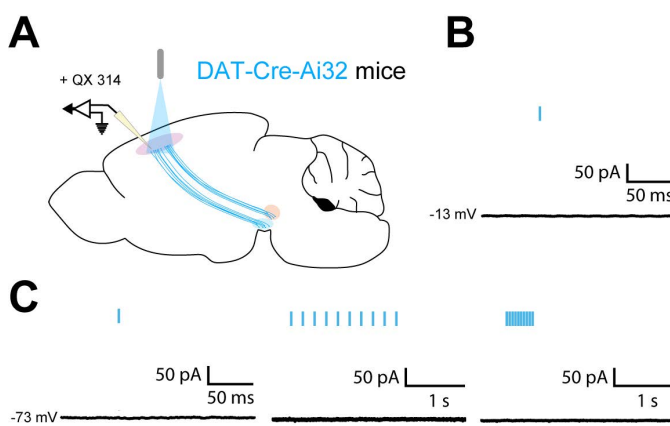 A
+ QX 314
DAT-Cre-Ai32 mice
B
50 pA
50 ms
-13 mV
C
50 pA
50 ms
-73 mV
50 pA
1 s
50 pA
1 s